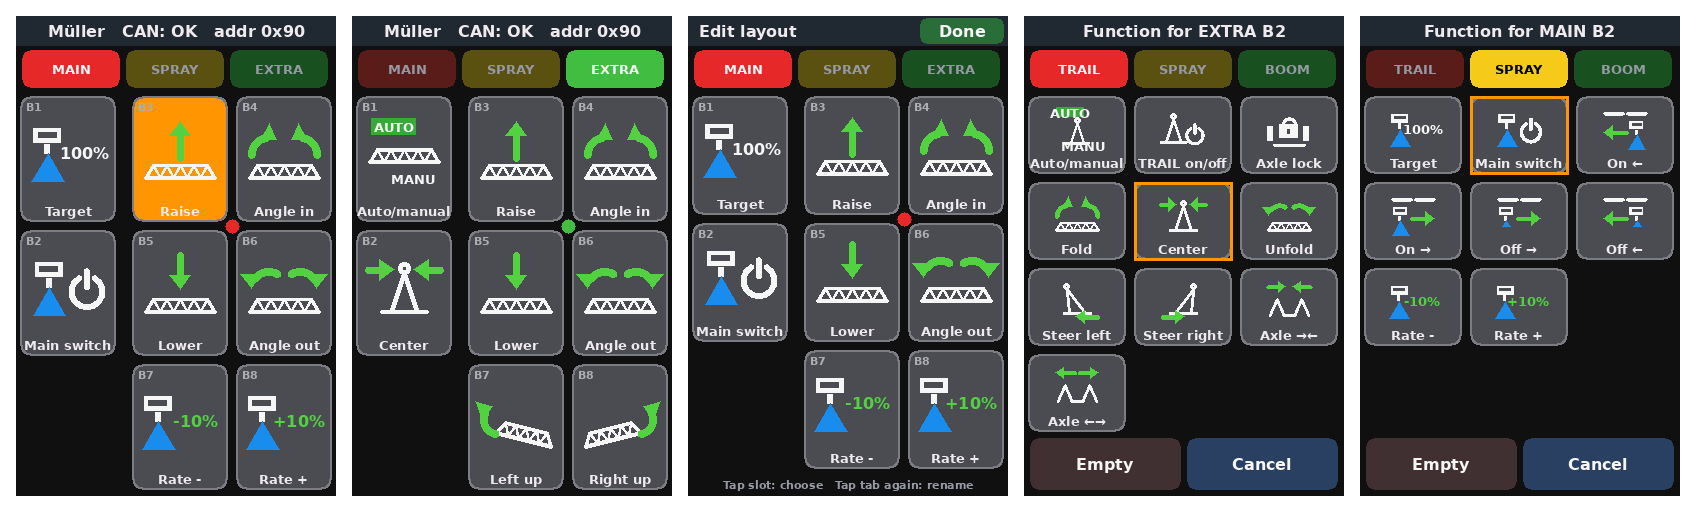 Müller CAN: OK addr 0x90
MAIN SPRAY EXTRA
B1 B3 B4
100%
Target Raise Angle in
B2 B5 B6
Main switch Lower Angle out
B7 B8
-10% +10%
Rate - Rate +
Müller CAN: OK addr 0x90
MAIN SPRAY EXTRA
B1 B3 B4
AUTO
MANU
Auto/manual Raise Angle in
B2 B5 B6
Center Lower Angle out
B7 B8
Left up Right up
Edit layout Done
MAIN SPRAY EXTRA
B1 B3 B4
100%
Target Raise Angle in
B2 B5 B6
Main switch Lower Angle out
B7 B8
-10% +10%
Rate - Rate +
Tap slot: choose Tap tab again: rename
Function for EXTRA B2
TRAIL SPRAY BOOM
AUTO
MANU
Auto/manual TRAIL on/off Axle lock
Fold Center Unfold
Steer left Steer right Axle →←
Axle ←→
Empty Cancel
Function for MAIN B2
TRAIL SPRAY BOOM
100%
Target Main switch On ←
On → Off → Off ←
-10% +10%
Rate - Rate +
Empty Cancel